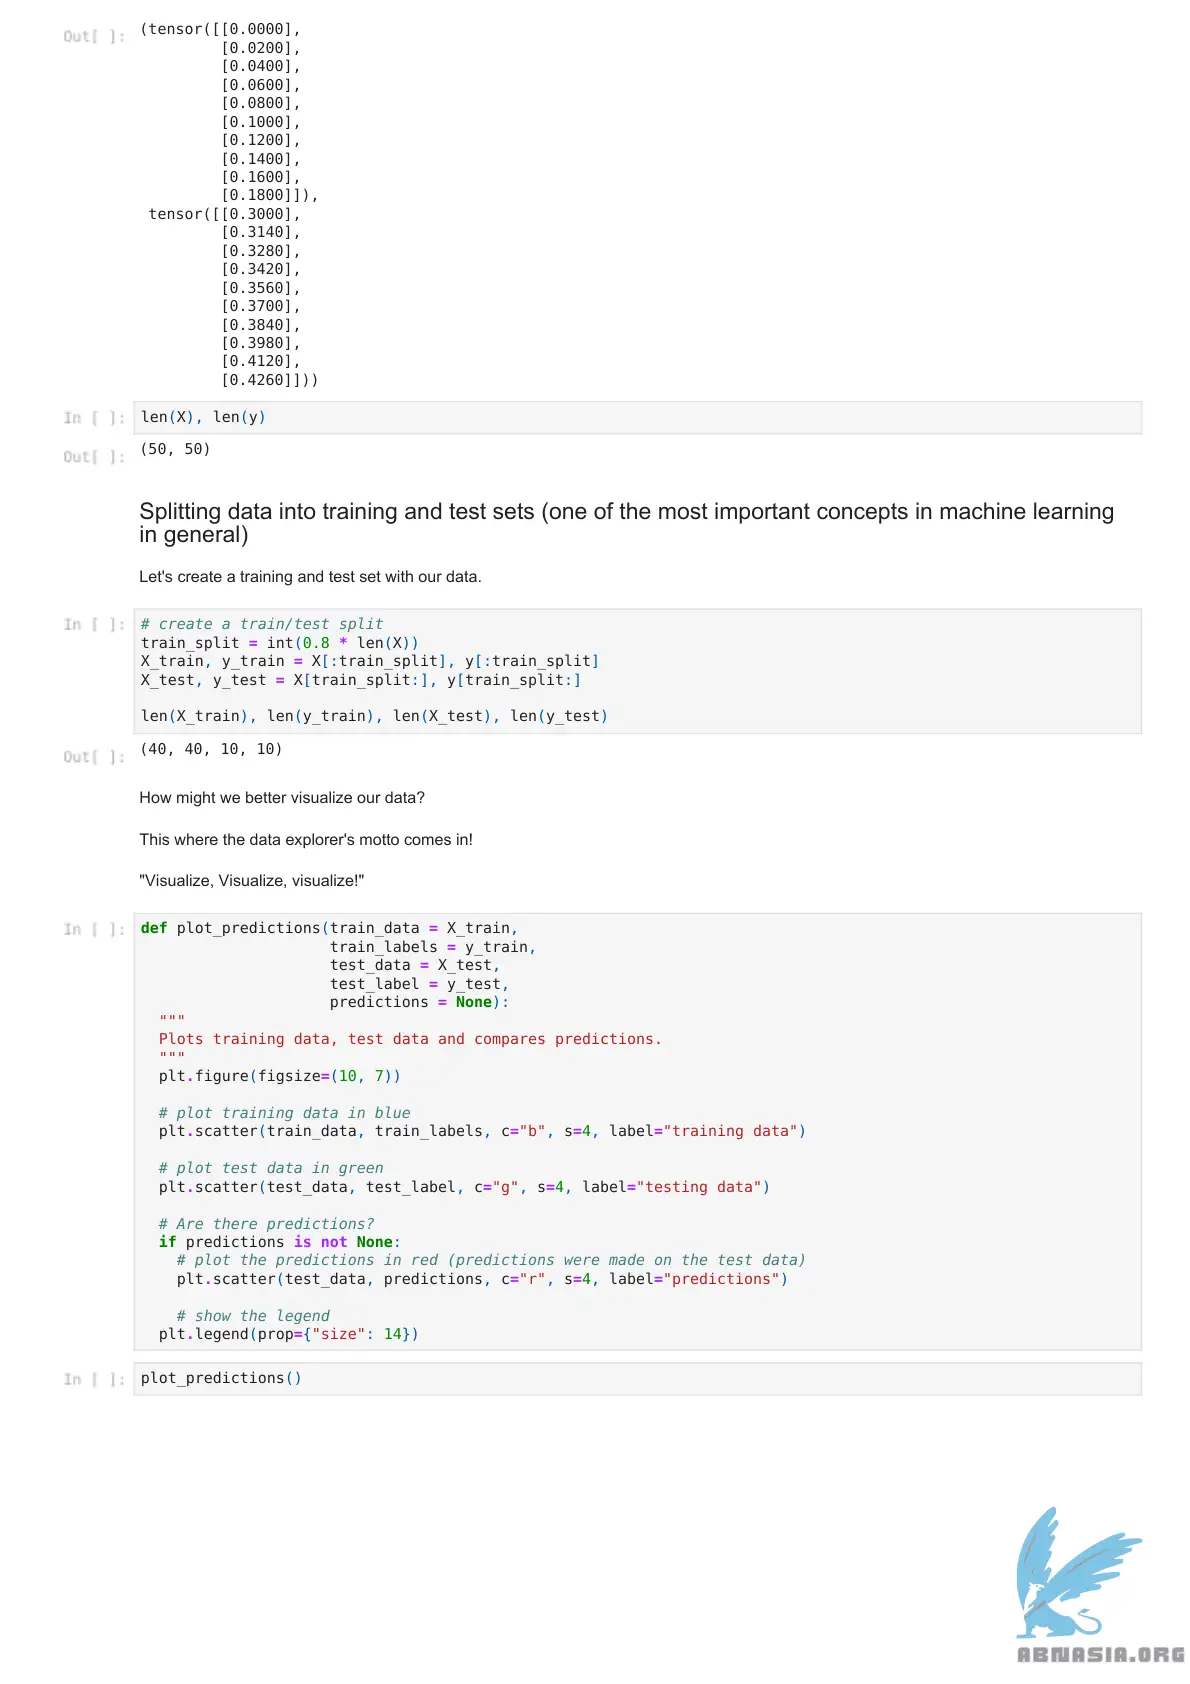 Out[ ]: (tensor([[0.0000],
         [0.0200],
         [0.0400],
         [0.0600],
         [0.0800],
         [0.1000],
         [0.1200],
         [0.1400],
         [0.1600],
         [0.1800]]),
 tensor([[0.3000],
         [0.3140],
         [0.3280],
         [0.3420],
         [0.3560],
         [0.3700],
         [0.3840],
         [0.3980],
         [0.4120],
         [0.4260]]))
In [ ]: len(X), len(y)
Out[ ]: (50, 50)
Splitting data into training and test sets (one of the most important concepts in machine learning
in general)
Let's create a training and test set with our data.
In [ ]: # create a train/test split
train_split = int(0.8 * len(X))
X_train, y_train = X[:train_split], y[:train_split]
X_test, y_test = X[train_split:], y[train_split:]
len(X_train), len(y_train), len(X_test), len(y_test)
Out[ ]: (40, 40, 10, 10)
How might we better visualize our data?
This where the data explorer's motto comes in!
"Visualize, Visualize, visualize!"
In [ ]: def plot_predictions(train_data = X_train,
                     train_labels = y_train,
                     test_data = X_test,
                     test_label = y_test,
                     predictions = None):
  """
  Plots training data, test data and compares predictions.
  """
  plt.figure(figsize=(10, 7))
  # plot training data in blue
  plt.scatter(train_data, train_labels, c="b", s=4, label="training data")
  # plot test data in green
  plt.scatter(test_data, test_label, c="g", s=4, label="testing data")
  # Are there predictions?
  if predictions is not None:
    # plot the predictions in red (predictions were made on the test data)
    plt.scatter(test_data, predictions, c="r", s=4, label="predictions")
    # show the legend
  plt.legend(prop={"size": 14})
In [ ]: plot_predictions()
ABNASIA.ORG